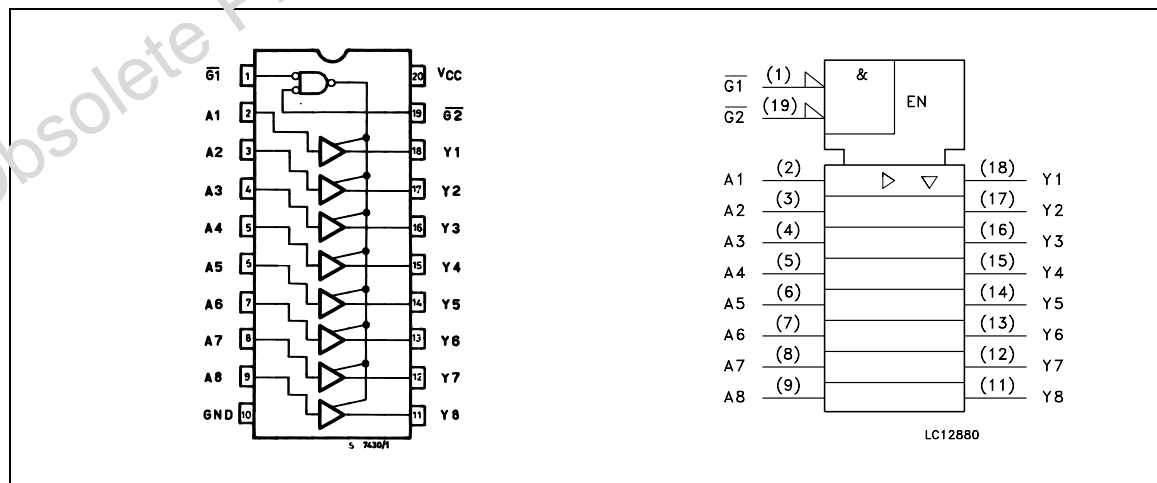 obsolete P
G1 1 20 VCC
A1 2 19 G2
A2 3 18 Y1
A3 4 17 Y2
A4 5 16 Y3
A5 6 15 Y4
A6 7 14 Y5
A7 8 13 Y6
A8 9 12 Y7
GND 10 11 Y8
S 7430/1
G1 (1) & EN
G2 (19)
A1 (2) (18) Y1
A2 (3) (17) Y2
A3 (4) (16) Y3
A4 (5) (15) Y4
A5 (6) (14) Y5
A6 (7) (13) Y6
A7 (8) (12) Y7
A8 (9) (11) Y8
LC12880